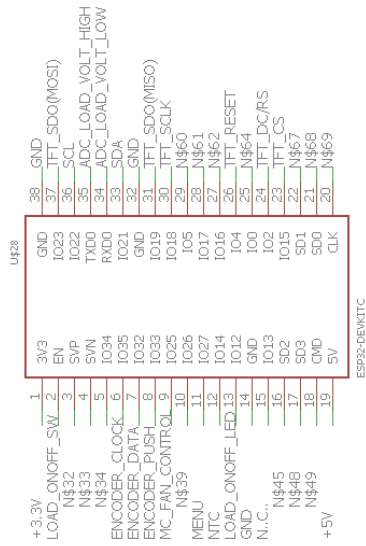 GND
TFT_SDO(MOSI)
SCL
ADC_LOAD_VOLT_HIGH
ADC_LOAD_VOLT_LOW
SDA
GND
TFT_SDO(MISO)
TFT_SCLK
N$60
N$61
N$62
TFT_RESET
N$64
TFT_DC/RS
TFT_CS
N$67
N$68
N$69
38
37
36
35
34
33
32
31
30
29
28
27
26
25
24
23
22
21
20
U$28
GND
IO23
IO22
TXD0
RXD0
IO21
GND
IO19
IO18
IO5
IO17
IO16
IO4
IO0
IO2
IO15
SD1
SD0
CLK
3V3
EN
SVP
SVN
IO34
IO35
IO32
IO33
IO25
IO26
IO27
IO14
IO12
GND
IO13
SD2
SD3
CMD
5V
ESP32-DEVKITC
1
2
3
4
5
6
7
8
9
10
11
12
13
14
15
16
17
18
19
+3.3V
LOAD_ONOFF_SW
N$32
N$33
N$34
ENCODER_CLOCK
ENCODER_DATA
ENCODER_PUSH
MC_FAN_CONTROL
N$39
MENU
NTC
LOAD_ONOFF_LED
GND
N..C..
N$45
N$48
N$49
+5V